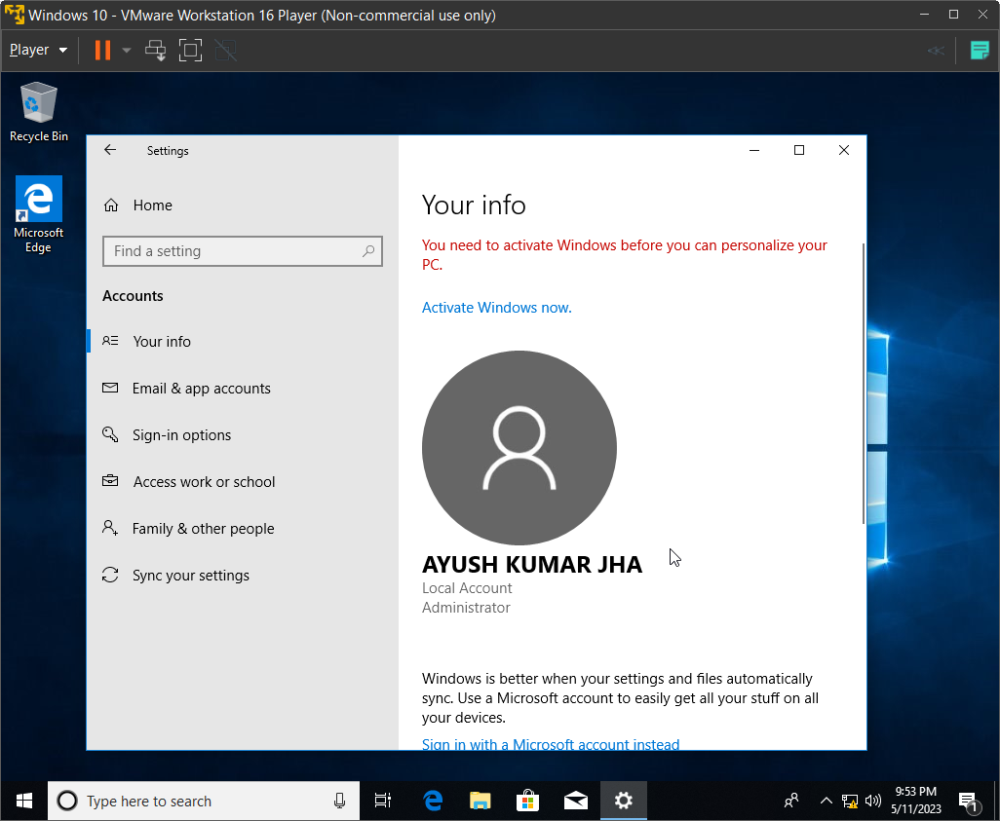 Windows 10 - VMware Workstation 16 Player (Non-commercial use only)
Player
Recycle Bin
Microsoft
Edge
Settings
Home
Find a setting
Accounts
Your info
Email & app accounts
Sign-in options
Access work or school
Family & other people
Sync your settings
Your info
You need to activate Windows before you can personalize your
PC.
Activate Windows now.
AYUSH KUMAR JHA
Local Account
Administrator
Windows is better when your settings and files automatically
sync. Use a Microsoft account to easily get all your stuff on all
your devices.
Sign in with a Microsoft account instead
Type here to search
9:53 PM
5/11/2023
1